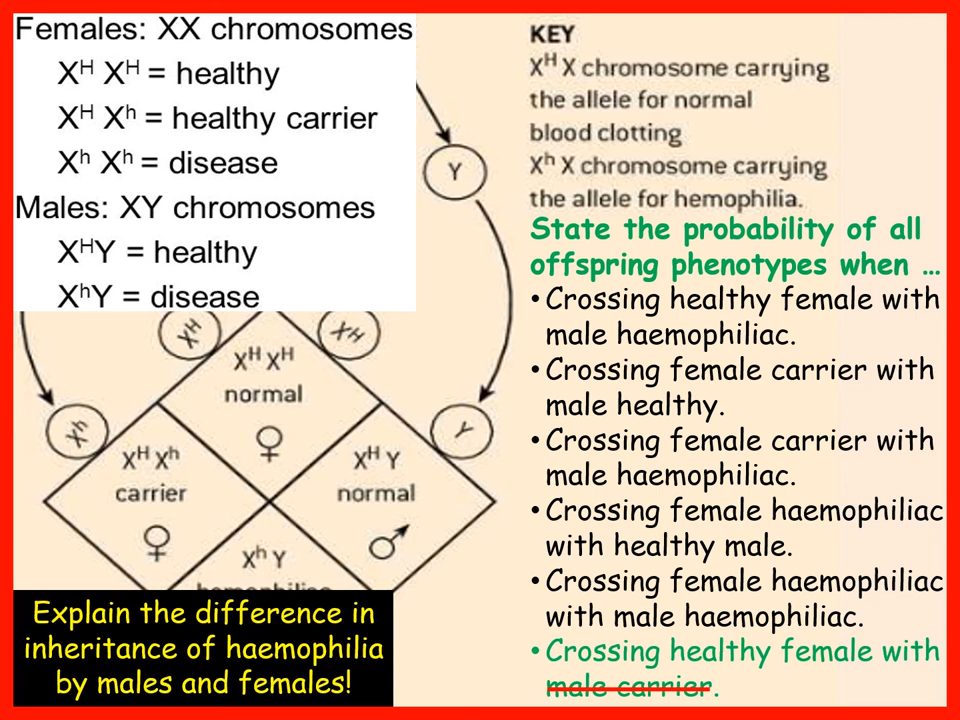 Females: XX chromosomes
X^H X^H = healthy
X^H X^h = healthy carrier
X^h X^h = disease
Males: XY chromosomes
X^HY = healthy
X^hY = disease
KEY
X^H X chromosome carrying
the allele for normal
blood clotting
X^h X chromosome carrying
the allele for hemophilia.
State the probability of all
offspring phenotypes when …
• Crossing healthy female with
male haemophiliac.
• Crossing female carrier with
male healthy.
• Crossing female carrier with
male haemophiliac.
• Crossing female haemophiliac
with healthy male.
• Crossing female haemophiliac
with male haemophiliac.
• Crossing healthy female with
male carrier.
Y
X^H
X^H
X^H X^H
normal
♀
X^h
Y
X^H X^h
carrier
♀
X^H Y
normal
♂
X^h Y
Explain the difference in
inheritance of haemophilia
by males and females!